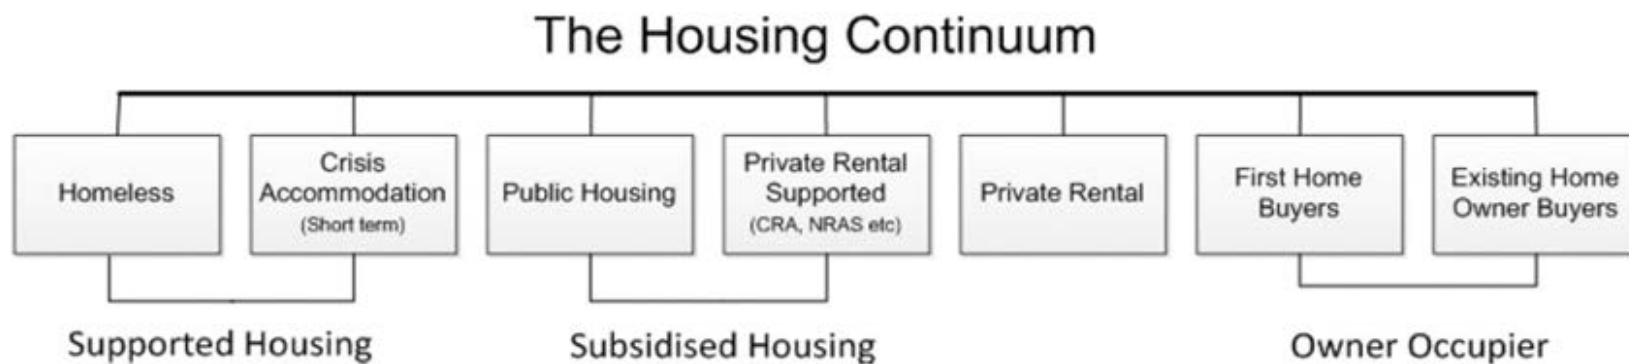 The Housing Continuum
Homeless
Crisis
Accommodation
(Short term)
Public Housing
Private Rental
Supported
(CRA, NRAS etc)
Private Rental
First Home
Buyers
Existing Home
Owner Buyers
Supported Housing
Subsidised Housing
Owner Occupier